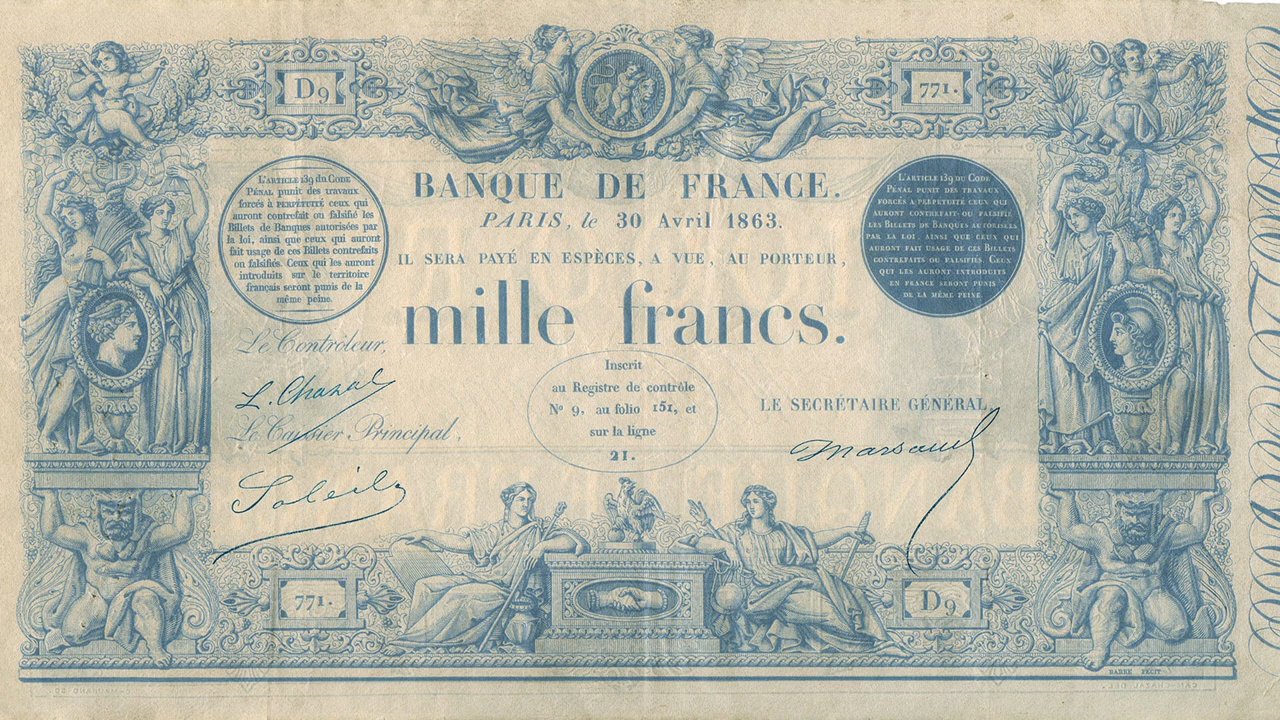 D9
771.
BANQUE DE FRANCE.
PARIS, le 30 Avril 1863.
IL SERA PAYÉ EN ESPÈCES, A VUE, AU PORTEUR,
mille francs.
L'ARTICLE 139 DU CODE
PÉNAL punit des travaux
forcés à PERPÉTUITÉ ceux qui
auront contrefait ou falsifié les
Billets de Banques autorisées par
la loi, ainsi que ceux qui auront
fait usage de ces Billets contrefaits
ou falsifiés. Ceux qui les auront
introduits sur le territoire
français seront punis de la
même peine.
L'ARTICLE 139 DU CODE
PÉNAL PUNIT DES TRAVAUX
FORCÉS A PERPÉTUITÉ CEUX QUI
AURONT CONTREFAIT OU FALSIFIÉ
LES BILLETS DE BANQUE AUTORISÉS
PAR LA LOI, AINSI QUE CEUX QUI
AURONT FAIT USAGE DE CES BILLETS
CONTREFAITS OU FALSIFIÉS. CEUX
QUI LES AURONT INTRODUITS
EN FRANCE SERONT PUNIS
DE LA MÊME PEINE.
Le Contrôleur,
L. Chazal
Le Caissier Principal,
Soleil
Inscrit
au Registre de contrôle
No 9, au folio 151, et
sur la ligne
21.
LE SECRÉTAIRE GÉNÉRAL,
Marsaud
771.
D9
BARRE FECIT